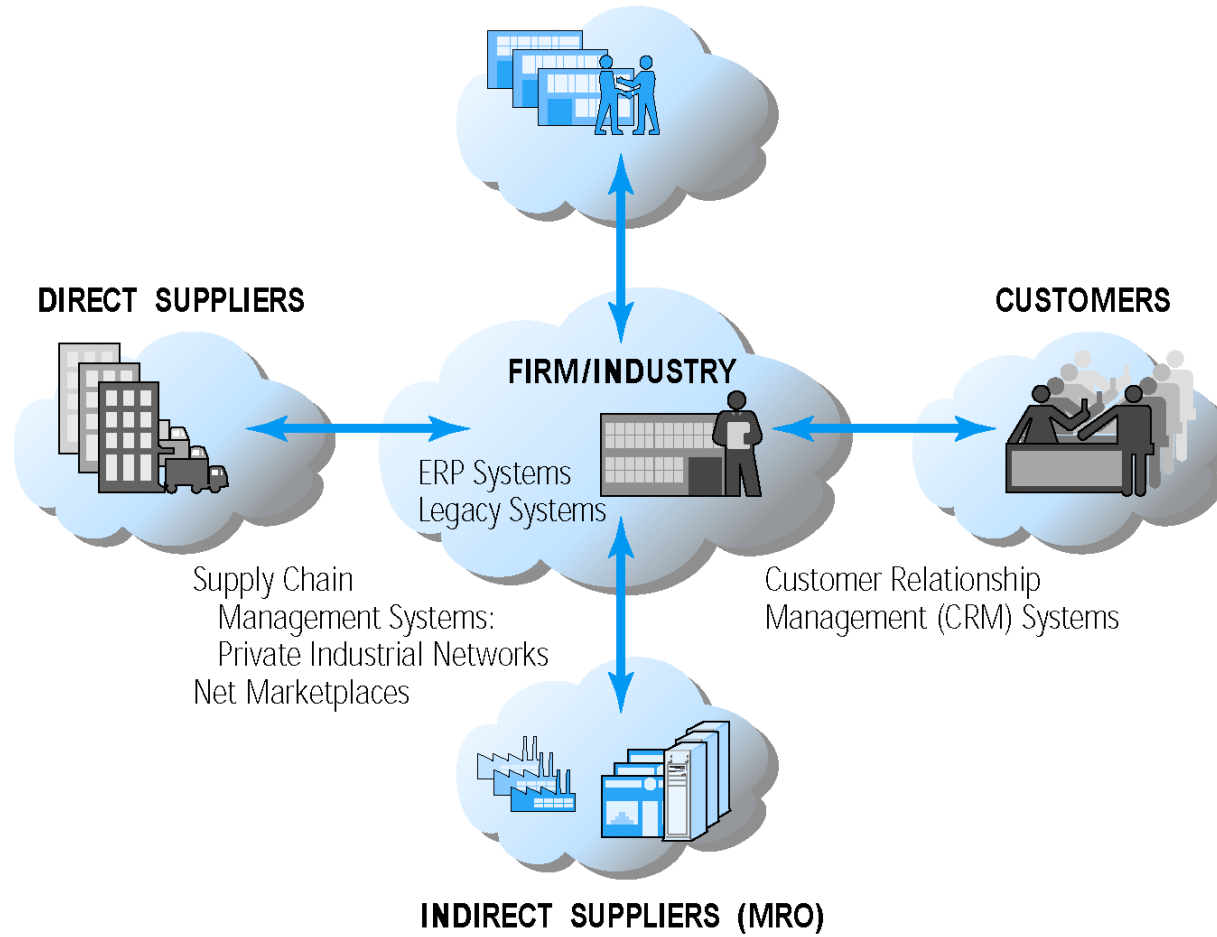 DIRECT SUPPLIERS
CUSTOMERS
FIRM/INDUSTRY
ERP Systems
Legacy Systems
Supply Chain
Management Systems:
Private Industrial Networks
Net Marketplaces
Customer Relationship
Management (CRM) Systems
INDIRECT SUPPLIERS (MRO)